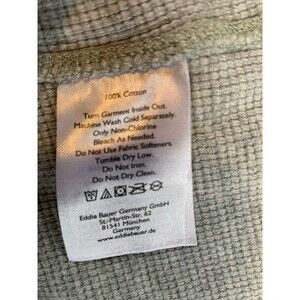 100% Cotton
Turn Garment Inside Out.
Machine Wash Cold Separately.
Only Non-Chlorine
Bleach As Needed.
Do Not Use Fabric Softeners.
Tumble Dry Low.
Do Not Iron.
Do Not Dry Clean.
Eddie Bauer Germany GmbH
St.-Martin-Str. 62
81541 München
Germany
www.eddiebauer.de